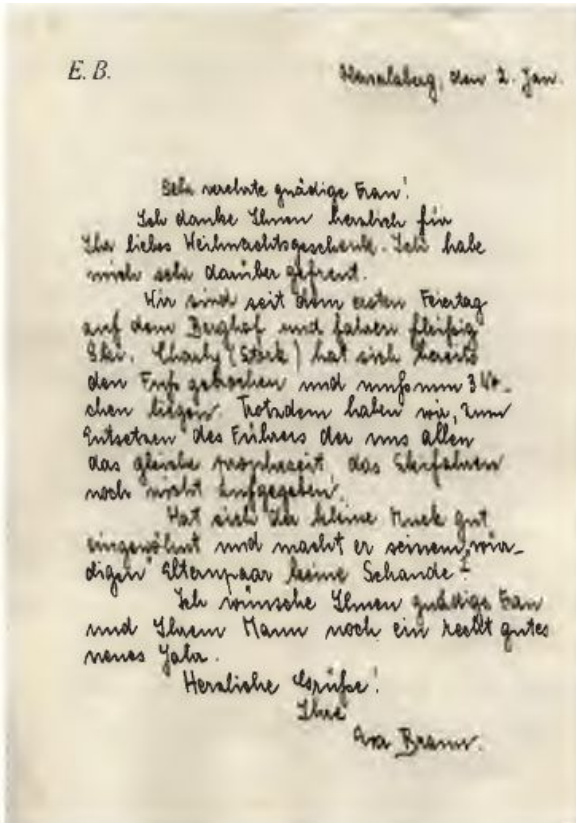 E. B.
Obersalzberg, den 2. Jan.
Sehr verehrte gnädige Frau!
Ich danke Ihnen herzlich für
Ihr liebes Weihnachtsgeschenk. Ich habe
mich sehr darüber gefreut.
Wir sind seit dem ersten Feiertag
auf dem Berghof und fahren fleißig
Ski. Charly (Stork) hat sich bereits
den Fuß gebrochen und muß nun 3 Wo-
chen liegen. Trotzdem haben wir, zum
Entsetzen des Führers der uns allen
das gleiche prophezeit, das Skifahren
noch nicht aufgegeben.
Hat sich der kleine Muck gut
eingewöhnt und macht er seinem „wür-
digen" Elternpaar keine Schande?
Ich wünsche Ihnen gnädige Frau
und Ihrem Mann noch ein recht gutes
neues Jahr.
Herzliche Grüße!
Ihre
Eva Braun.